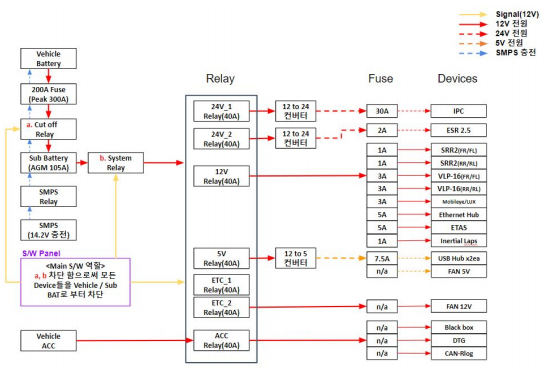 Signal(12V)
12V 전원
24V 전원
5V 전원
SMPS 충전
Relay
Fuse
Devices
Vehicle
Battery
200A Fuse
(Peak 300A)
a. Cut off
Relay
Sub Battery
(AGM 105A)
SMPS
Relay
SMPS
(14.2V 충전)
b. System
Relay
S/W Panel
<Main S/W 역할>
a, b 차단 함으로써 모든
Device들을 Vehicle / Sub
BAT로 부터 차단
Vehicle
ACC
24V_1
Relay(40A)
24V_2
Relay(40A)
12V
Relay(40A)
5V
Relay(40A)
ETC_1
Relay(40A)
ETC_2
Relay(40A)
ACC
Relay(40A)
12 to 24
컨버터
12 to 24
컨버터
12 to 5
컨버터
30A IPC
2A ESR 2.5
1A SRR2(FR/FL)
1A SRR2(RR/RL)
3A VLP-16(FR/FL)
3A VLP-16(RR/RL)
3A Mobileye/LUX
5A Ethernet Hub
5A ETAS
1A Inertial Laps
7.5A USB Hub x2ea
n/a FAN 5V
n/a FAN 12V
n/a Black box
n/a DTG
n/a CAN-Rlog